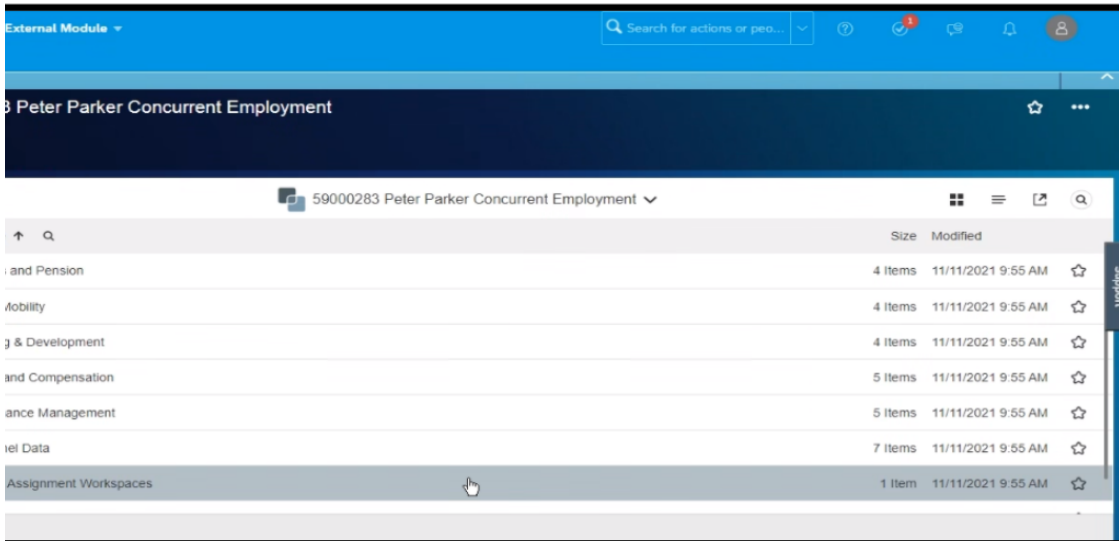 External Module
Search for actions or peo...
1
3 Peter Parker Concurrent Employment
59000283 Peter Parker Concurrent Employment
Size Modified
and Pension 4 Items 11/11/2021 9:55 AM
Mobility 4 Items 11/11/2021 9:55 AM
g & Development 4 Items 11/11/2021 9:55 AM
and Compensation 5 Items 11/11/2021 9:55 AM
ance Management 5 Items 11/11/2021 9:55 AM
nel Data 7 Items 11/11/2021 9:55 AM
Assignment Workspaces 1 Item 11/11/2021 9:55 AM